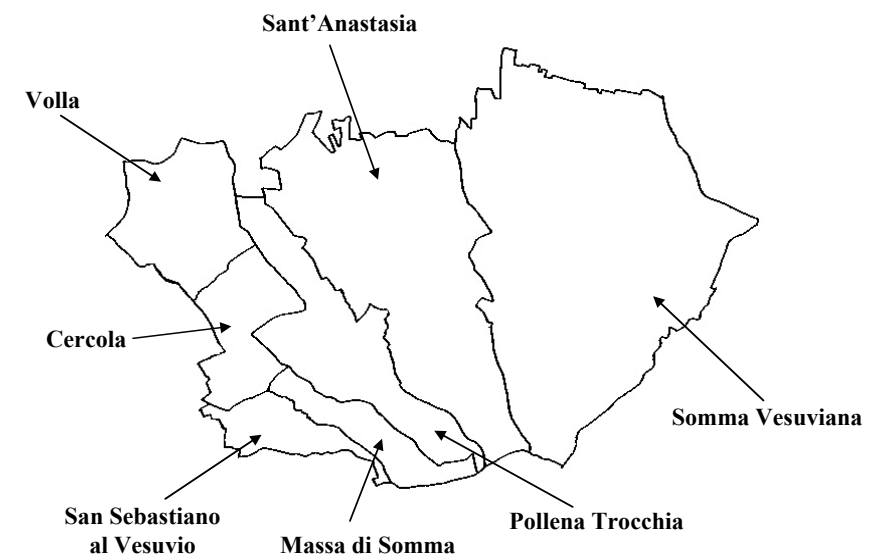 Sant’Anastasia
Volla
Cercola
Somma Vesuviana
San Sebastiano
al Vesuvio
Massa di Somma
Pollena Trocchia